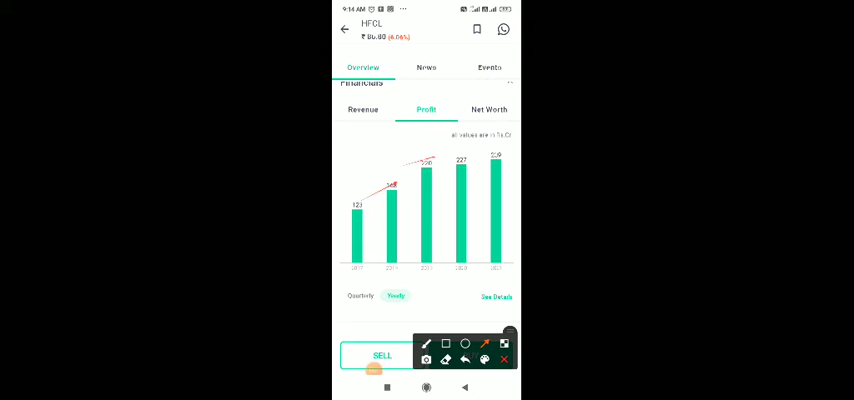 9:14 AM
HFCL
Overview
News
Events
Financials
Revenue
Profit
Net Worth
all values are in Rs.Cr
123
227
Quarterly
Yearly
See Details
SELL